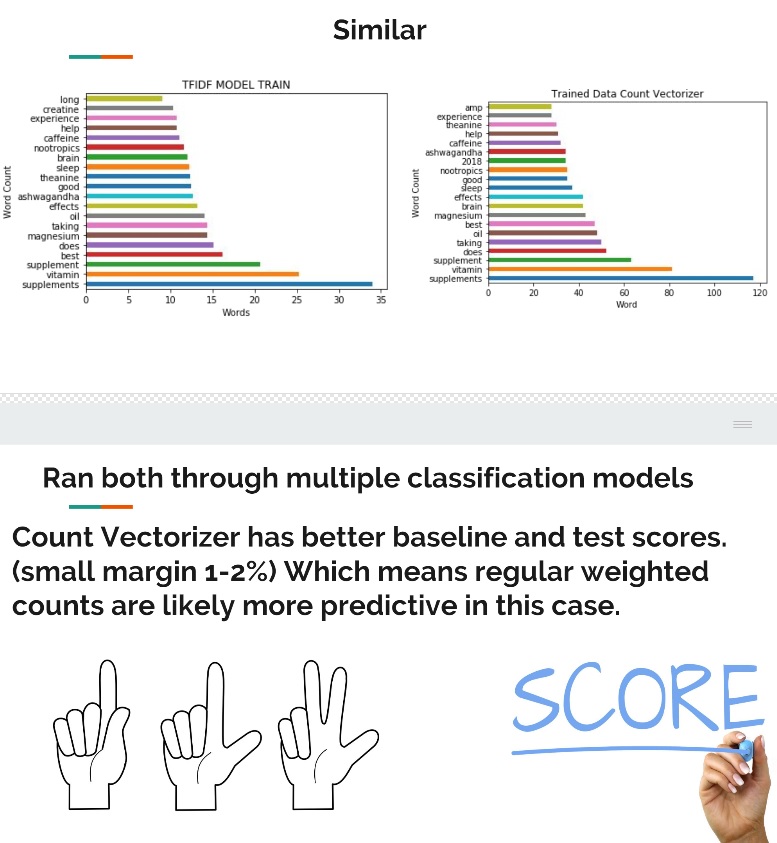 Similar
TFIDF MODEL TRAIN
long
creatine
experience
help
caffeine
nootropics
brain
sleep
theanine
good
ashwagandha
effects
oil
taking
magnesium
does
best
supplement
vitamin
supplements
Word Count
0 5 10 15 20 25 30 35
Words
Trained Data Count Vectorizer
amp
experience
theanine
help
caffeine
ashwagandha
2018
nootropics
good
sleep
effects
brain
magnesium
best
oil
taking
does
supplement
vitamin
supplements
Word Count
0 20 40 60 80 100 120
Word
Ran both through multiple classification models
Count Vectorizer has better baseline and test scores.
(small margin 1-2%) Which means regular weighted
counts are likely more predictive in this case.
SCORE